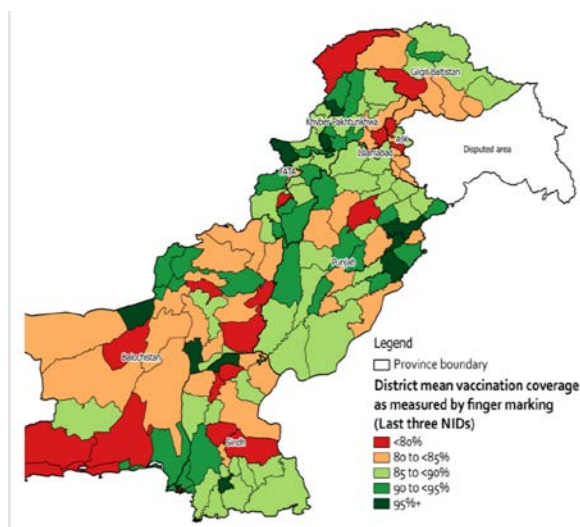 Gilgit Baltistan
Khyber Pakhtunkhwa
AJK
Islamabad
Disputed area
FATA
Punjab
Balochistan
Sindh
Legend
Province boundary
District mean vaccination coverage
as measured by finger marking
(Last three NIDs)
<80%
80 to <85%
85 to <90%
90 to <95%
95%+